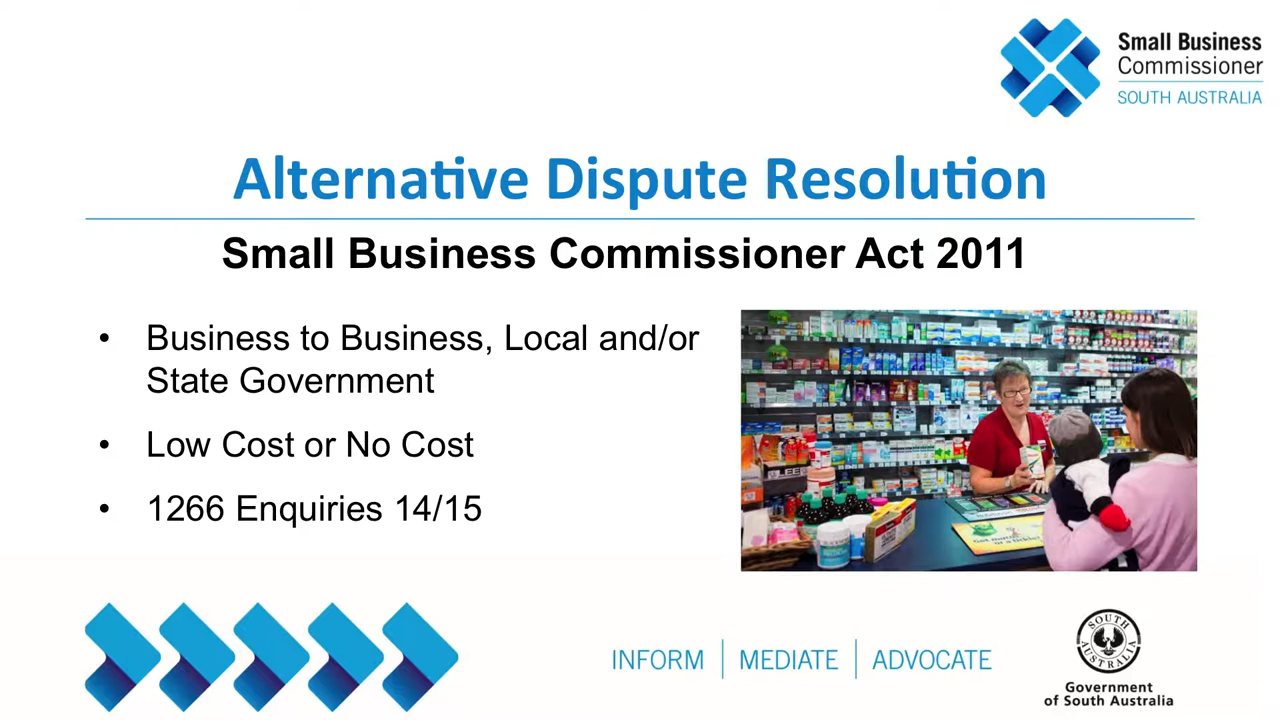 Small Business
Commissioner
SOUTH AUSTRALIA
Alternative Dispute Resolution
Small Business Commissioner Act 2011
• Business to Business, Local and/or
State Government
• Low Cost or No Cost
• 1266 Enquiries 14/15
INFORM | MEDIATE | ADVOCATE
SOUTH
AUSTRALIA
Government
of South Australia